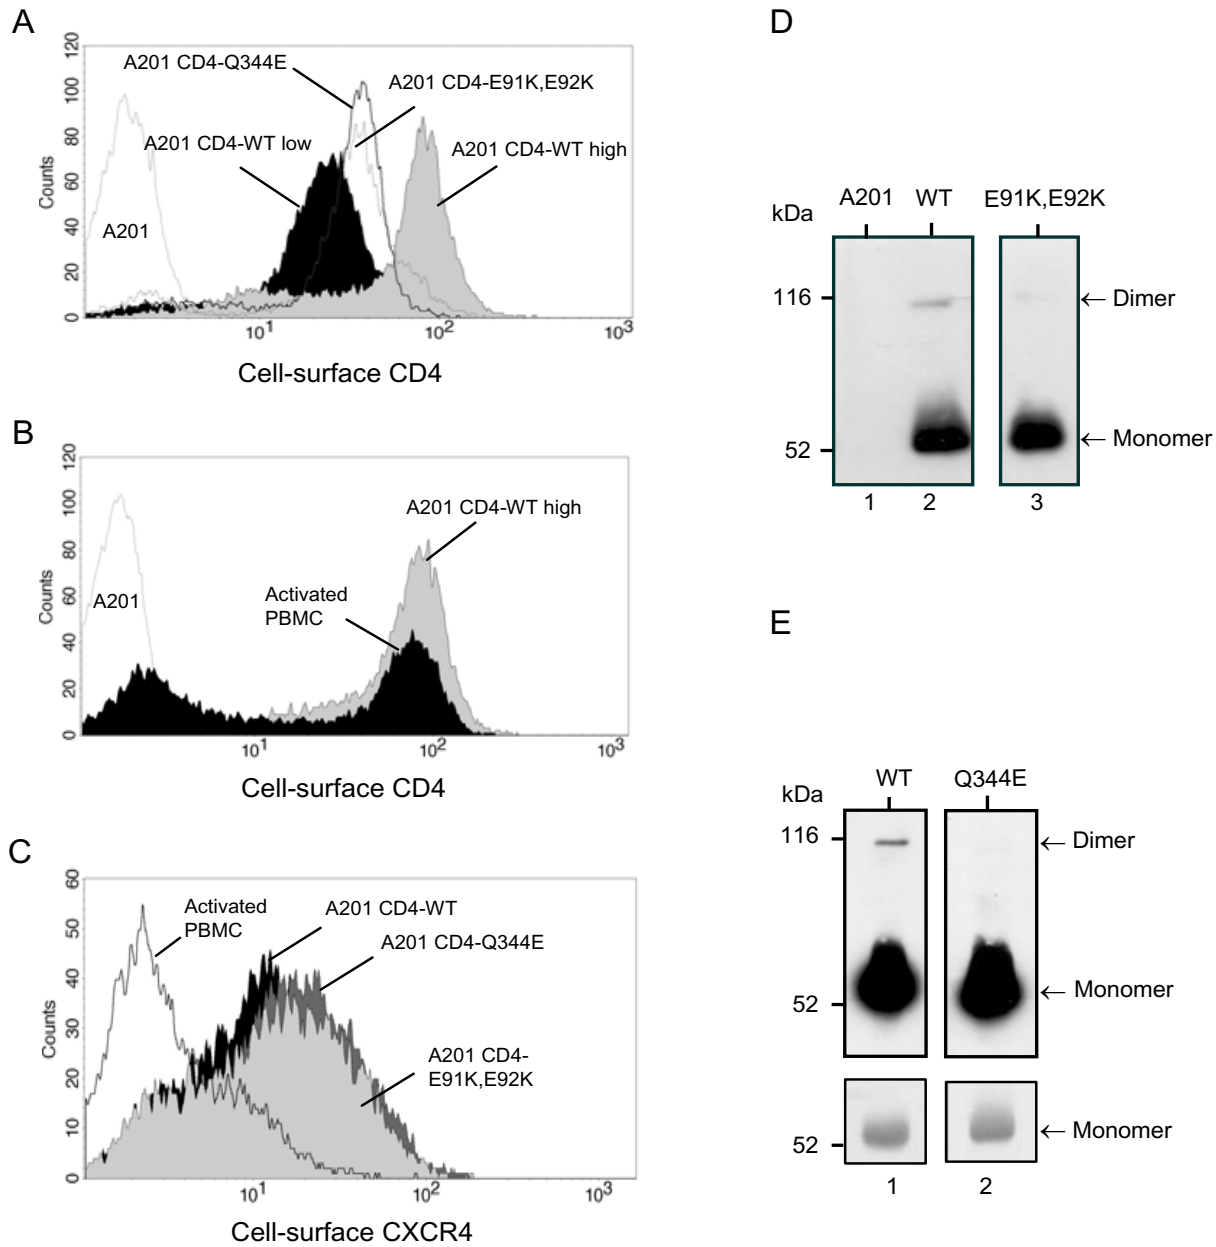 A
120
100
80
60
40
20
0
Counts
A201 CD4-Q344E
A201 CD4-E91K,E92K
A201 CD4-WT low
A201 CD4-WT high
A201
10¹
10²
10³
Cell-surface CD4
B
120
100
80
60
40
20
0
Counts
A201 CD4-WT high
Activated
PBMC
A201
10¹
10²
10³
Cell-surface CD4
C
60
50
40
30
20
10
0
Counts
Activated
PBMC
A201 CD4-WT
A201 CD4-Q344E
A201 CD4-
E91K,E92K
10¹
10²
10³
Cell-surface CXCR4
D
kDa
A201
WT
E91K,E92K
116
← Dimer
52
← Monomer
1
2
3
E
kDa
WT
Q344E
116
← Dimer
52
← Monomer
52
← Monomer
1
2